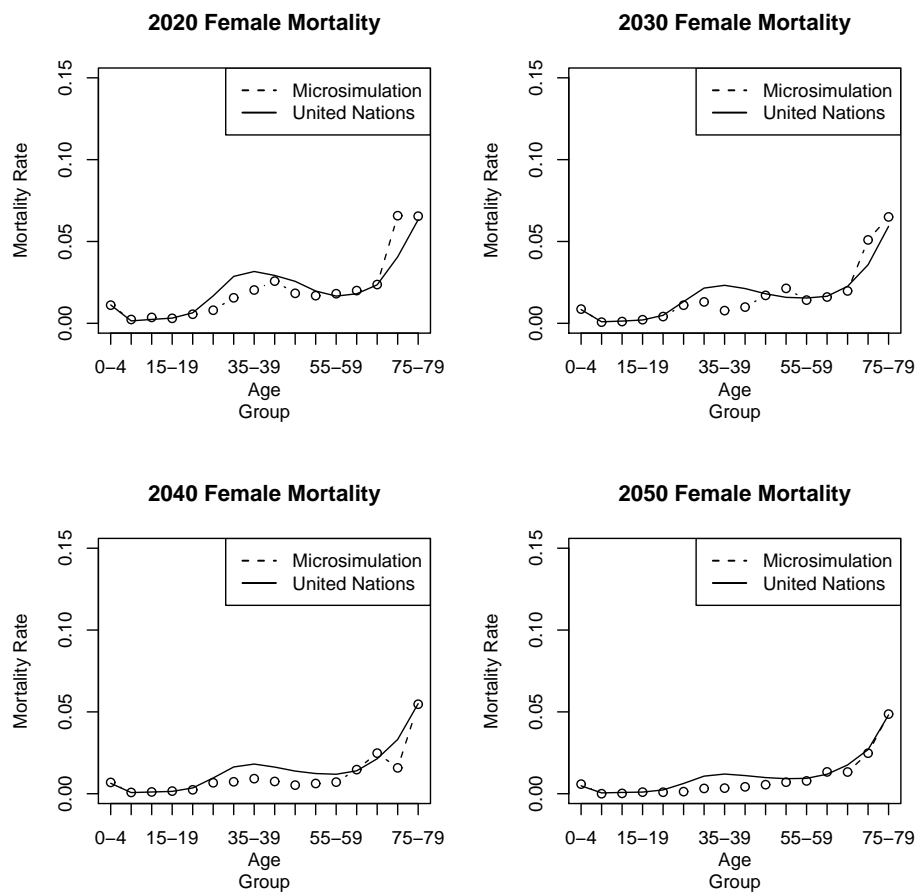 2020 Female Mortality
Mortality Rate
0.15
0.10
0.05
0.00
Microsimulation
United Nations
0–4
15–19
35–39
55–59
75–79
Age
Group
2030 Female Mortality
Mortality Rate
0.15
0.10
0.05
0.00
Microsimulation
United Nations
0–4
15–19
35–39
55–59
75–79
Age
Group
2040 Female Mortality
Mortality Rate
0.15
0.10
0.05
0.00
Microsimulation
United Nations
0–4
15–19
35–39
55–59
75–79
Age
Group
2050 Female Mortality
Mortality Rate
0.15
0.10
0.05
0.00
Microsimulation
United Nations
0–4
15–19
35–39
55–59
75–79
Age
Group